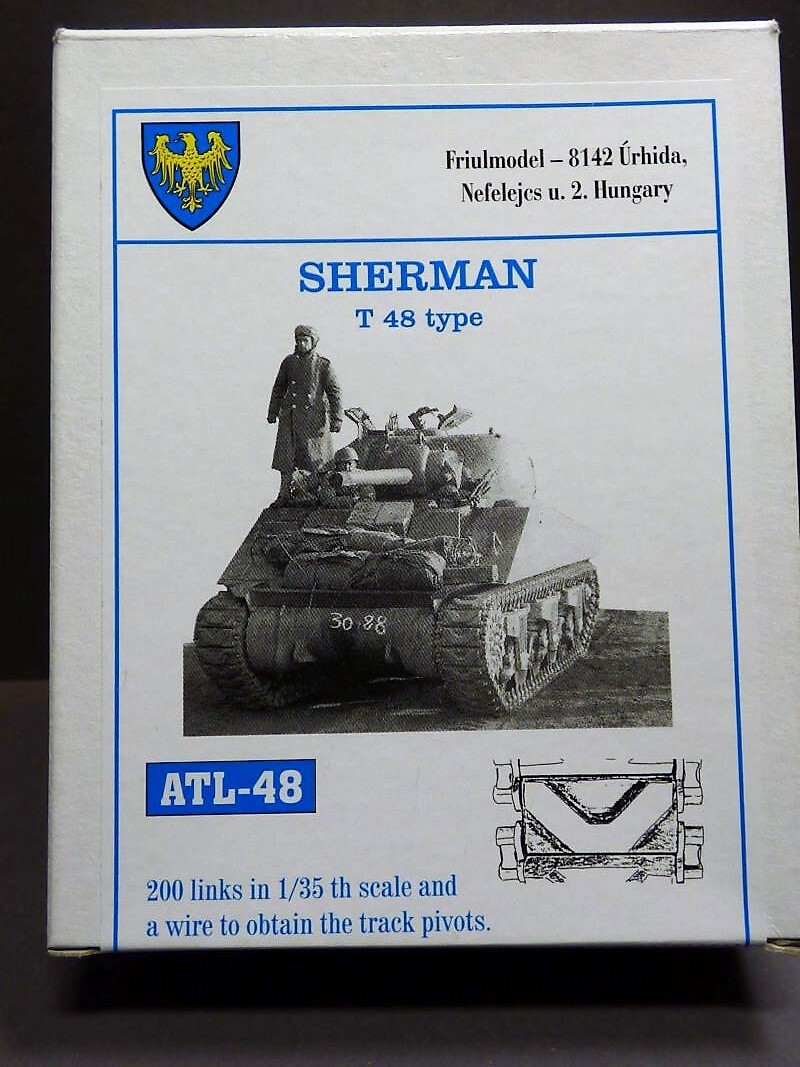 Friulmodel – 8142 Úrhida,
Nefelejcs u. 2. Hungary
SHERMAN
T 48 type
30·88
ATL-48
200 links in 1/35 th scale and
a wire to obtain the track pivots.